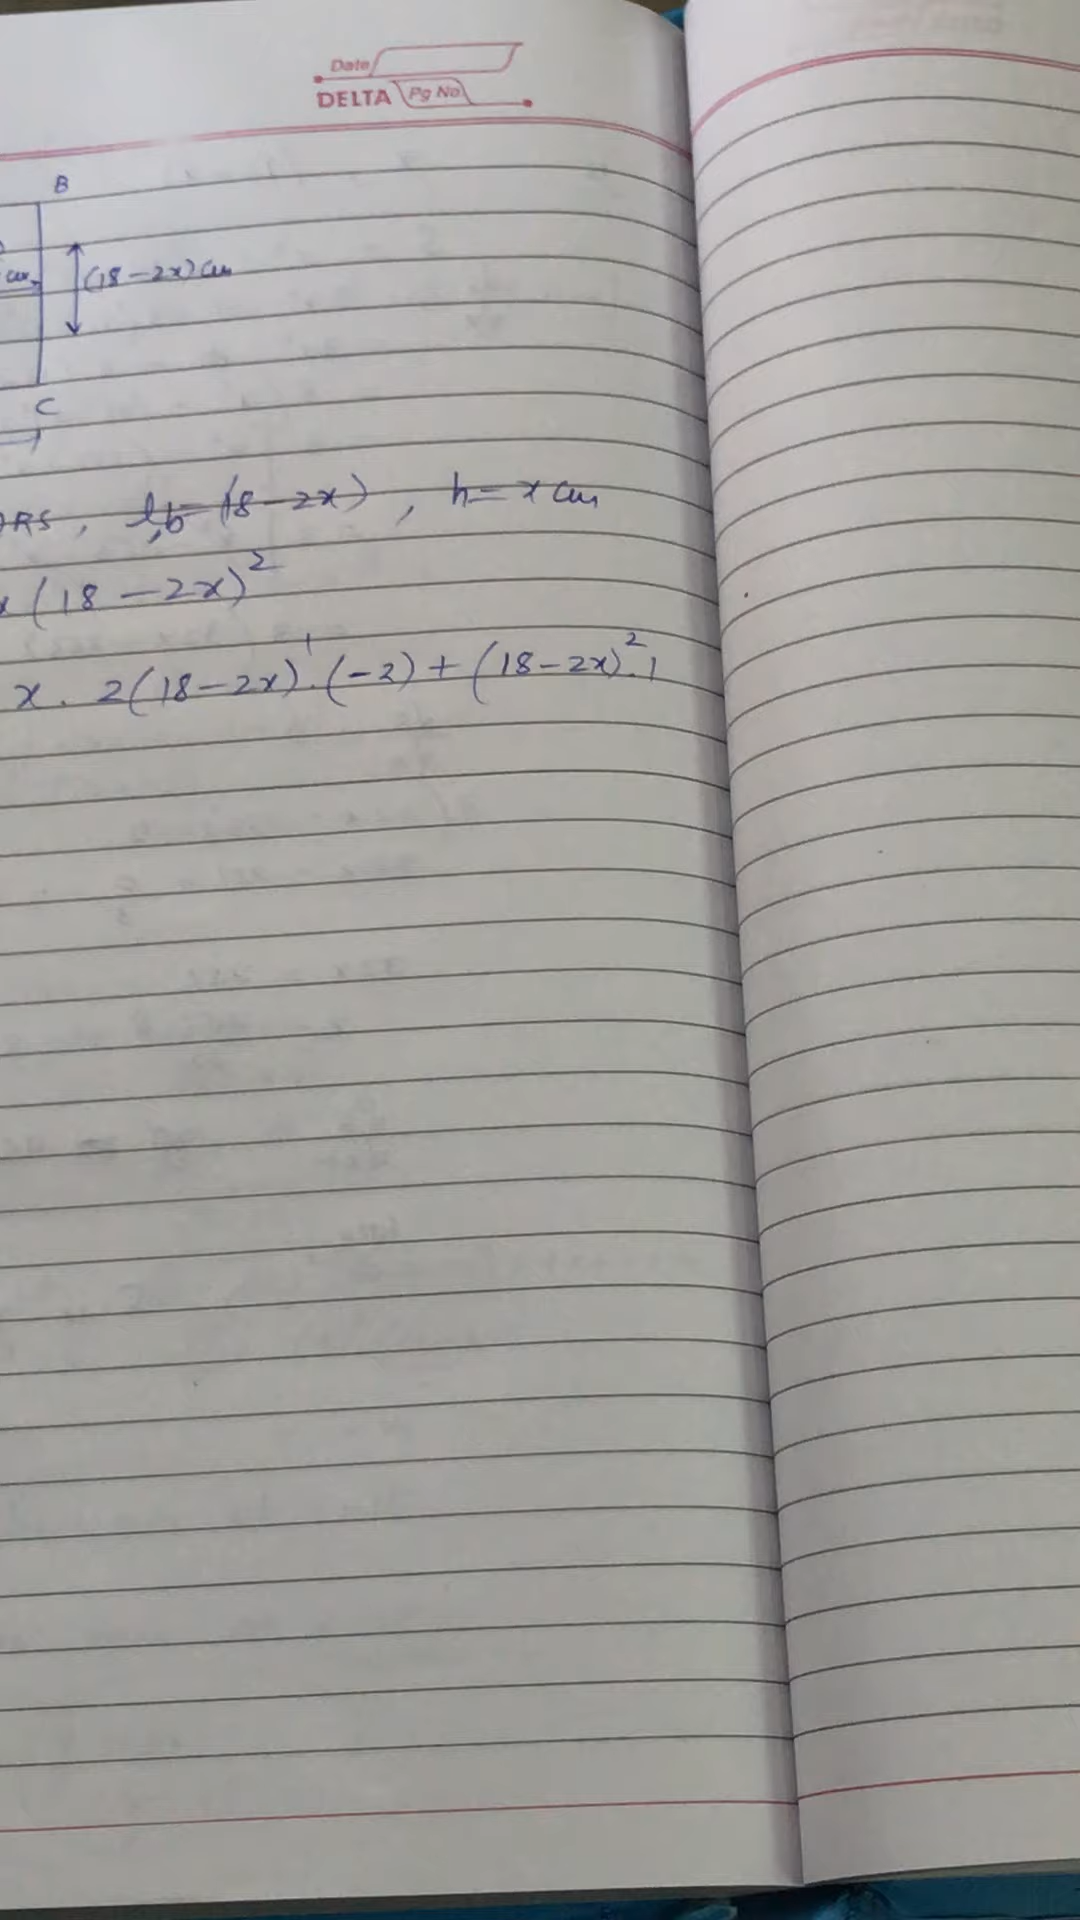 Date
DELTA Pg No
B
cm
(18-2x) cm
C
QRS, l,b = (18-2x), h = x cm
x(18-2x)²
x. 2(18-2x)¹.(-2)+(18-2x)².1